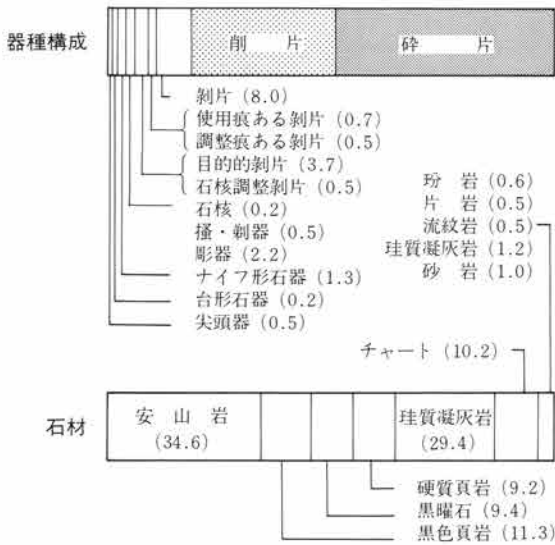 器種構成
削片
砕片
剝片 (8.0)
使用痕ある剝片 (0.7)
調整痕ある剝片 (0.5)
目的的剝片 (3.7)
石核調整剝片 (0.5)
石核 (0.2)
掻・剝器 (0.5)
彫器 (2.2)
ナイフ形石器 (1.3)
台形石器 (0.2)
尖頭器 (0.5)
玢岩 (0.6)
片岩 (0.5)
流紋岩 (0.5)
珪質凝灰岩 (1.2)
砂岩 (1.0)
チャート (10.2)
石材
安山岩
(34.6)
珪質凝灰岩
(29.4)
硬質頁岩 (9.2)
黒曜石 (9.4)
黒色頁岩 (11.3)